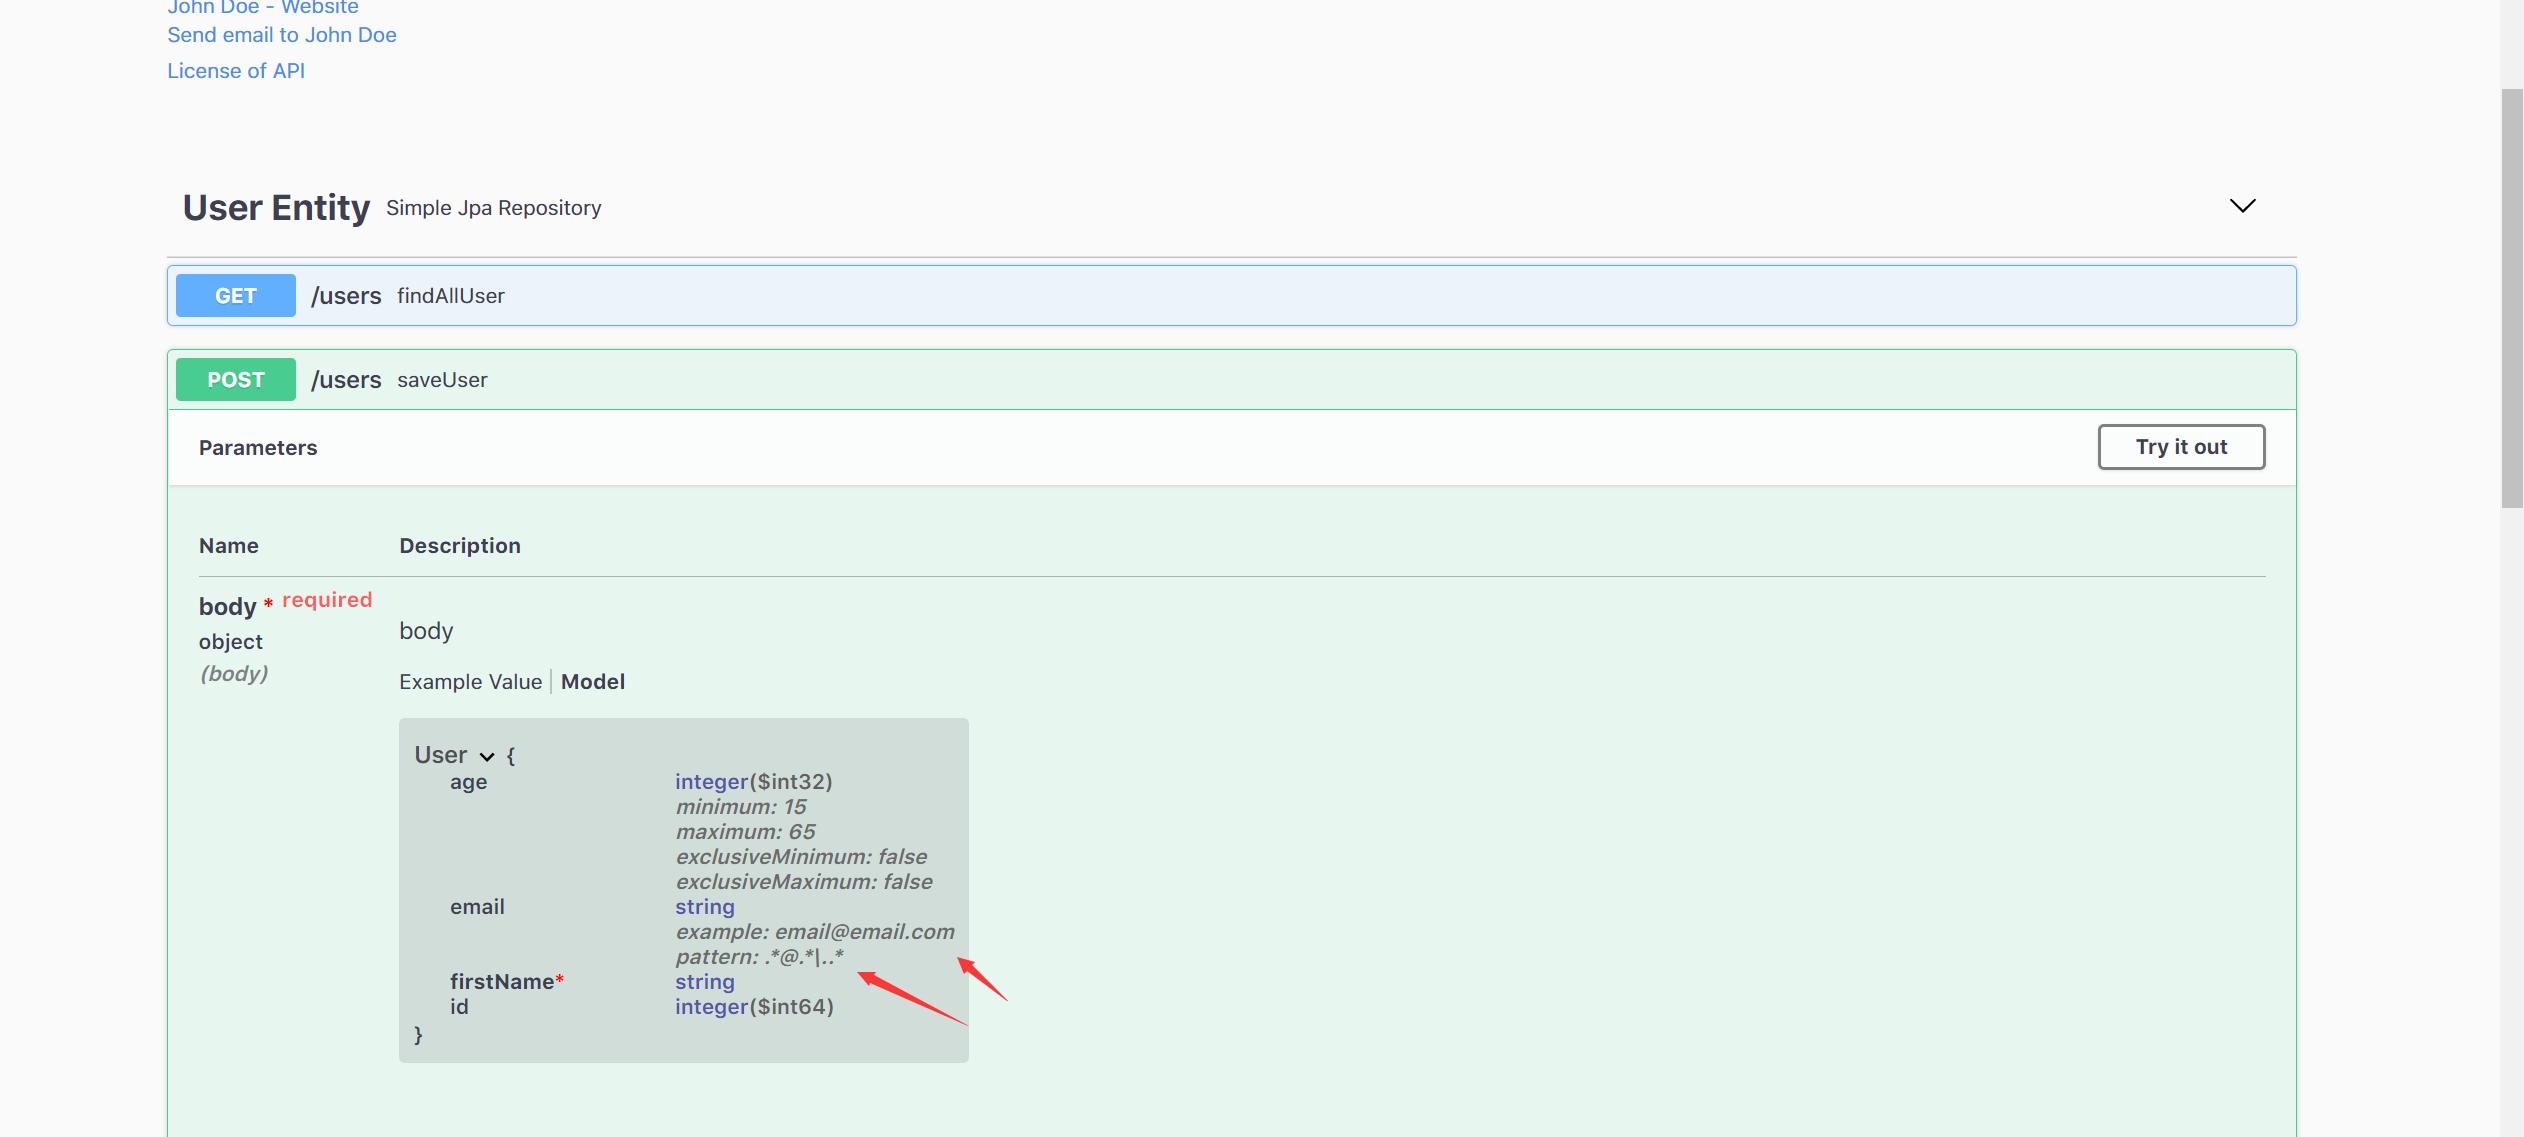 John Doe - Website
Send email to John Doe
License of API
User Entity Simple Jpa Repository
GET /users findAllUser
POST /users saveUser
Parameters Try it out
Name Description
body * required
object
(body)
body
Example Value Model
User {
age integer($int32)
minimum: 15
maximum: 65
exclusiveMinimum: false
exclusiveMaximum: false
email string
example: email@email.com
pattern: .*@.*\..*
firstName* string
id integer($int64)
}